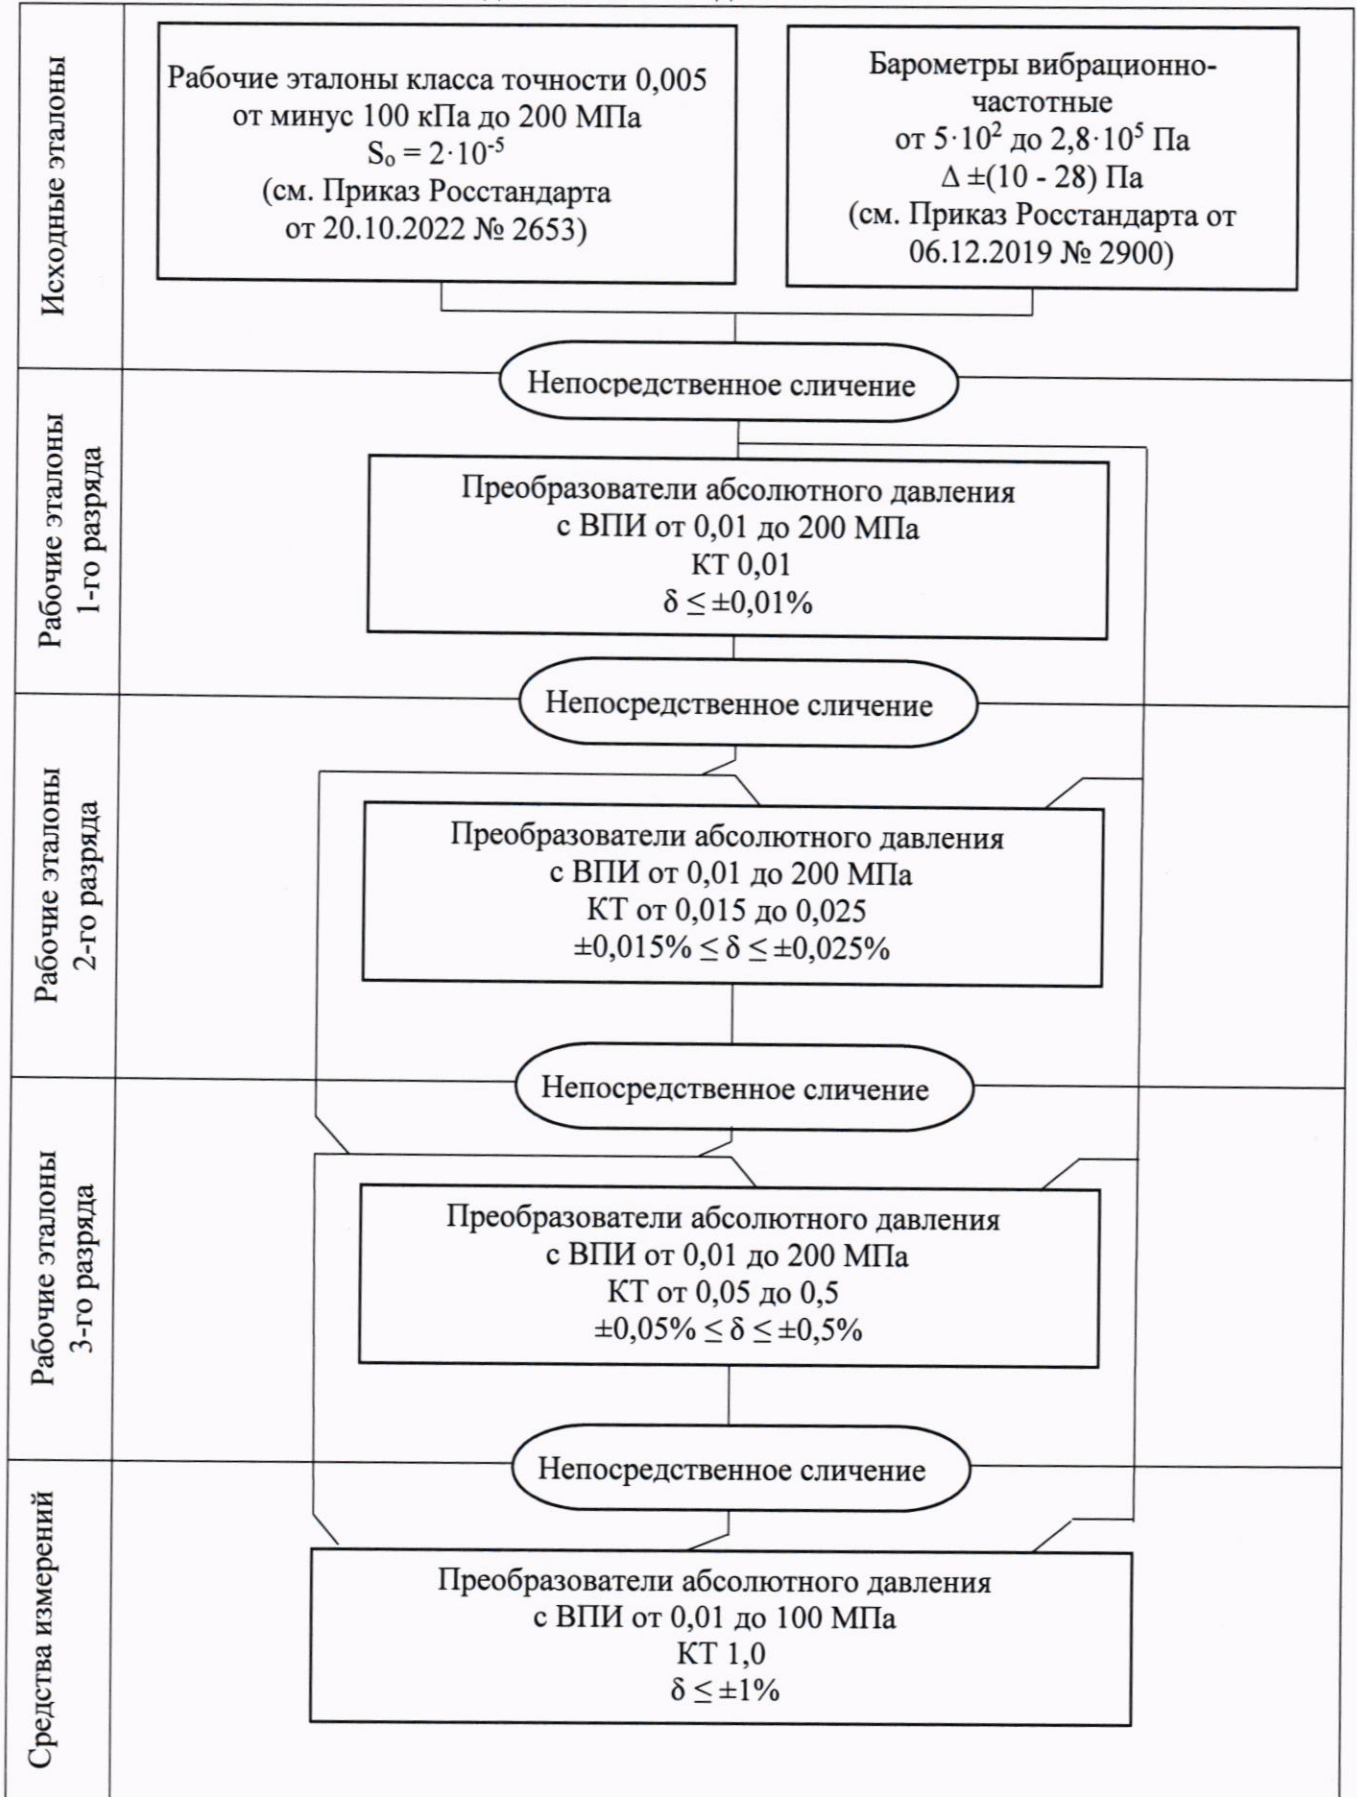 Исходные эталоны
Рабочие эталоны класса точности 0,005
от минус 100 кПа до 200 МПа
Sₒ = 2·10⁻⁵
(см. Приказ Росстандарта
от 20.10.2022 № 2653)
Барометры вибрационно-
частотные
от 5·10² до 2,8·10⁵ Па
Δ ±(10 - 28) Па
(см. Приказ Росстандарта от
06.12.2019 № 2900)
Непосредственное сличение
Рабочие эталоны
1-го разряда
Преобразователи абсолютного давления
с ВПИ от 0,01 до 200 МПа
КТ 0,01
δ ≤ ±0,01%
Непосредственное сличение
Рабочие эталоны
2-го разряда
Преобразователи абсолютного давления
с ВПИ от 0,01 до 200 МПа
КТ от 0,015 до 0,025
±0,015% ≤ δ ≤ ±0,025%
Непосредственное сличение
Рабочие эталоны
3-го разряда
Преобразователи абсолютного давления
с ВПИ от 0,01 до 200 МПа
КТ от 0,05 до 0,5
±0,05% ≤ δ ≤ ±0,5%
Непосредственное сличение
Средства измерений
Преобразователи абсолютного давления
с ВПИ от 0,01 до 100 МПа
КТ 1,0
δ ≤ ±1%